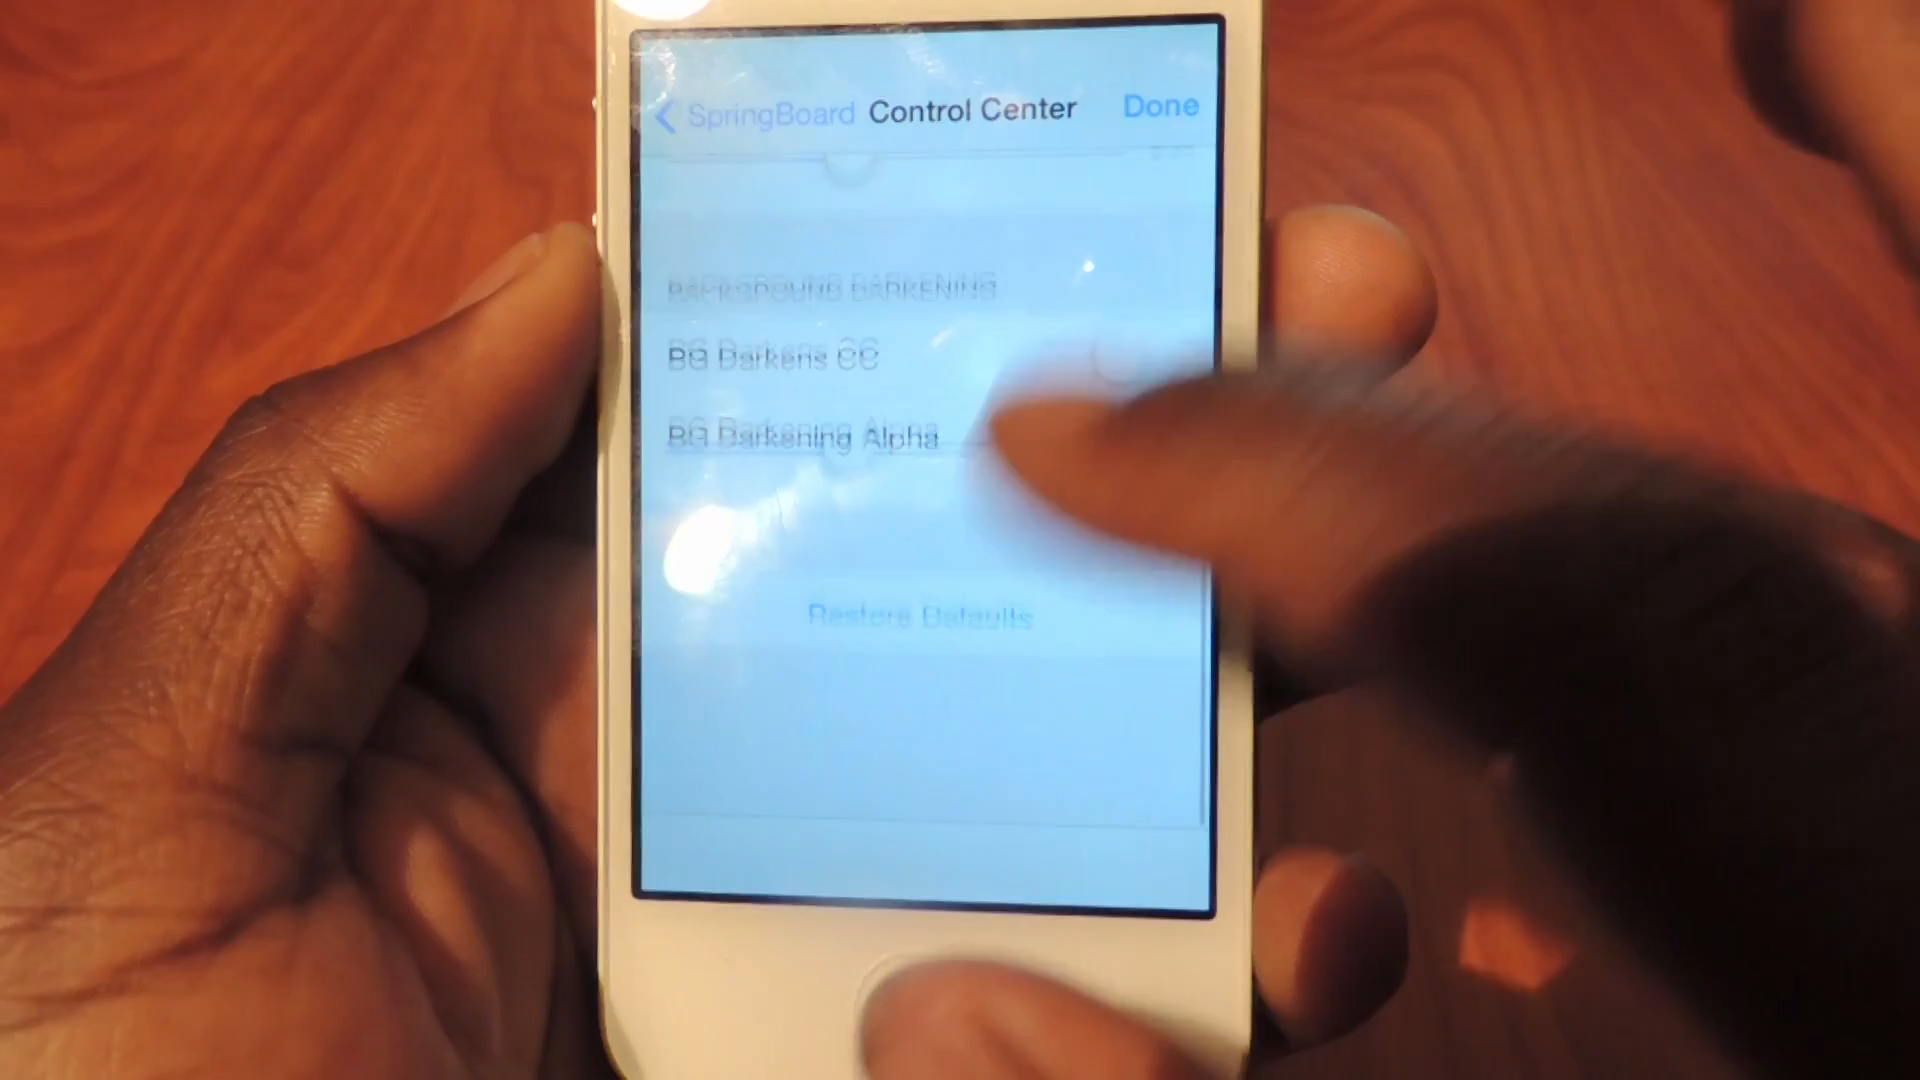 SpringBoard Control Center Done
BACKGROUND DARKENING
BG Darkens CC
BG Darkening Alpha
Restore Defaults